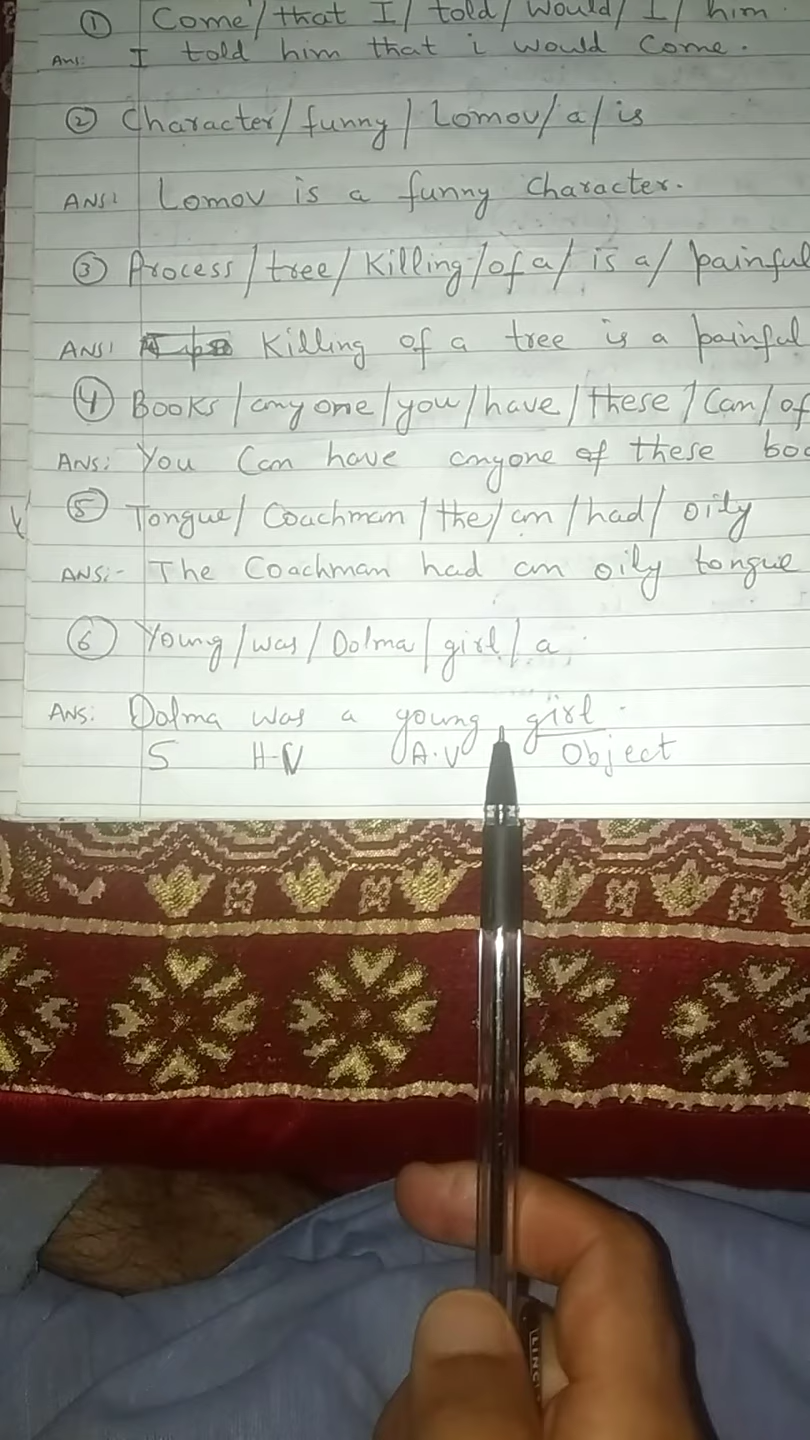 ① Come / that I / told / would / I / him.
Ans: I told him that i would Come.
② Character / funny / Lomov / a / is
ANS: Lomov is a funny Character.
③ Process / tree / Killing / of a / is a / painful
ANS: Killing of a tree is a painful
④ Books / anyone / you / have / these / Can / of
ANS: You Can have anyone of these boo
⑤ Tongue / Coachman / the / an / had / oily
ANS:- The Coachman had an oily tongue
⑥ Young / was / Dolma / girl / a
ANS: Dolma was a young girl.
S H-V A.V Object
LINC